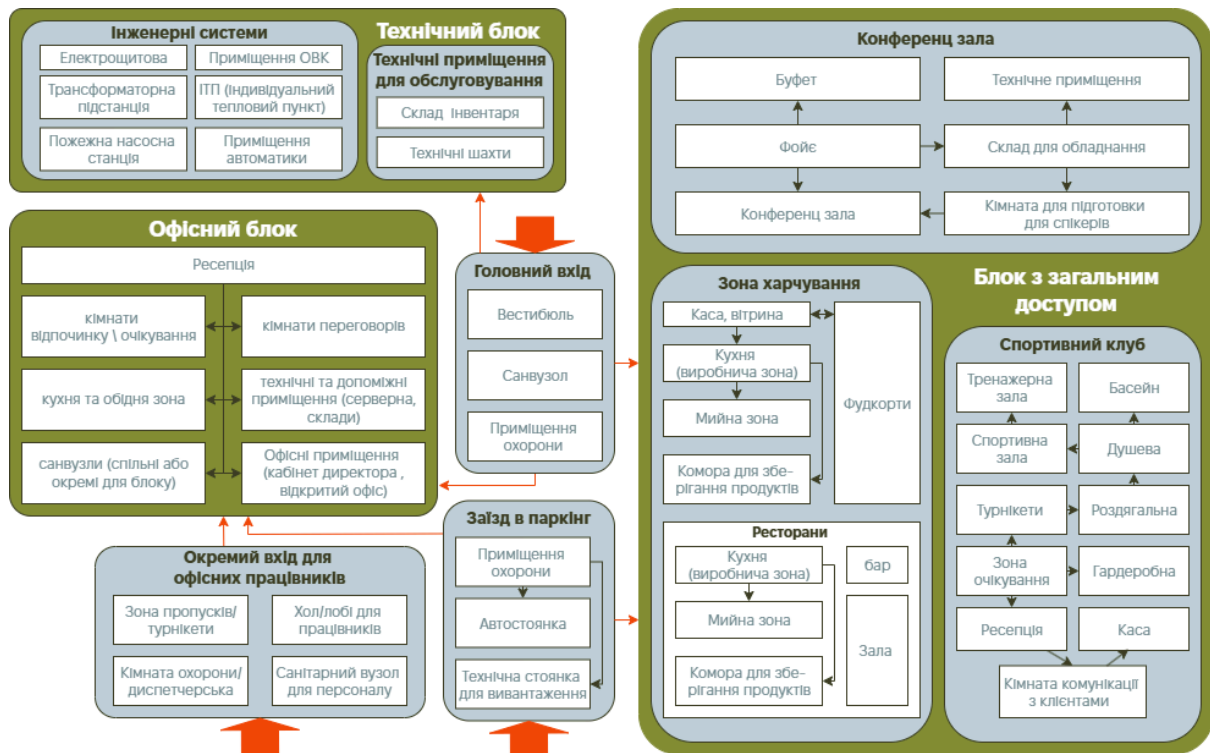 Технічний блок
Інженерні системи
Електрощитова
Приміщення ОВК
Трансформаторна
підстанція
ІТП (індивідуальний
тепловий пункт)
Пожежна насосна
станція
Приміщення
автоматики
Технічні приміщення
для обслуговування
Склад інвентаря
Технічні шахти
Офісний блок
Ресепція
кімнати
відпочинку \ очікування
кімнати переговорів
кухня та обідня зона
технічні та допоміжні
приміщення (серверна,
склади)
санвузли (спільні або
окремі для блоку)
Офісні приміщення
(кабінет директора ,
відкритий офіс)
Головний вхід
Вестибюль
Санвузол
Приміщення
охорони
Окремий вхід для
офісних працівників
Зона пропусків/
турнікети
Хол/лобі для
працівників
Кімната охорони/
диспетчерська
Санітарний вузол
для персоналу
Заїзд в паркінг
Приміщення
охорони
Автостоянка
Технічна стоянка
для вивантаження
Конференц зала
Буфет
Технічне приміщення
Фойє
Склад для обладнання
Конференц зала
Кімната для підготовки
для спікерів
Блок з загальним
доступом
Зона харчування
Каса, вітрина
Кухня
(виробнича зона)
Мийна зона
Комора для збе-
рігання продуктів
Фудкорти
Ресторани
Кухня
(виробнича зона)
Мийна зона
Комора для збе-
рігання продуктів
бар
Зала
Спортивний клуб
Тренажерна
зала
Басейн
Спортивна
зала
Душева
Турнікети
Роздягальна
Зона
очікування
Гардеробна
Ресепція
Каса
Кімната комунікації
з клієнтами